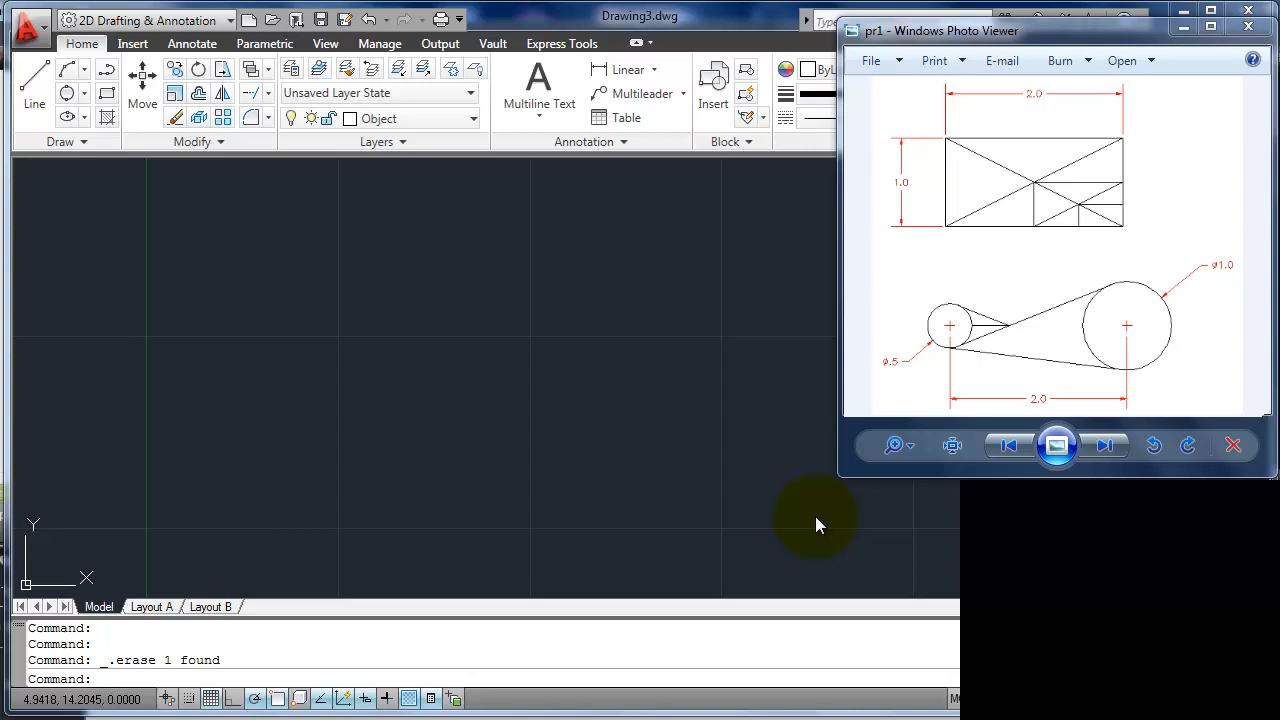 2D Drafting & Annotation
Drawing3.dwg
Home Insert Annotate Parametric View Manage Output Vault Express Tools
Line
Move
Draw
Modify
Unsaved Layer State
Object
Layers
Multiline Text
Linear
Multileader
Table
Annotation
Insert
Block
ByL
pr1 - Windows Photo Viewer
File Print E-mail Burn Open
2.0
1.0
ø1.0
ø.5
2.0
Y
X
Model Layout A Layout B
Command:
Command:
Command: _.erase 1 found
Command:
4.9418, 14.2045, 0.0000